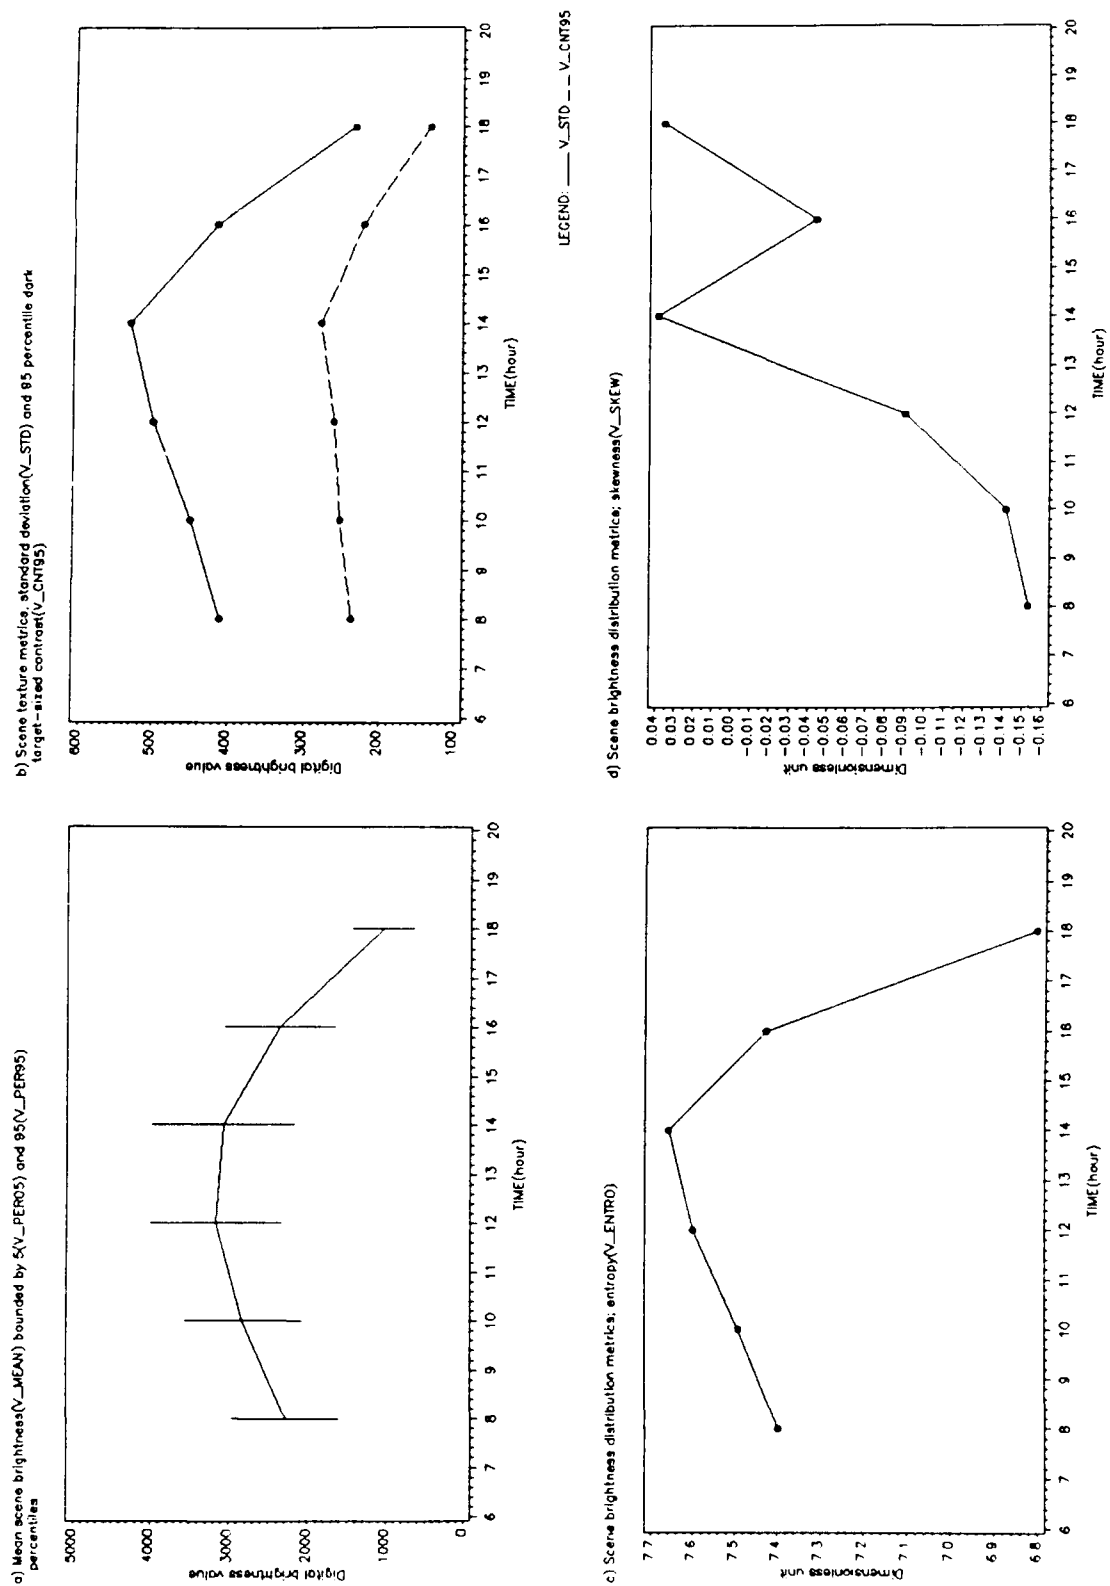 a) Mean scene brightness(V_MEAN) bounded by 5(V_PER05) and 95(V_PER95)
percentiles
Digital brightness value
5000
4000
3000
2000
1000
0
6 7 8 9 10 11 12 13 14 15 16 17 18 19 20
TIME(hour)
b) Scene texture metrics, standard deviation(V_STD) and 95 percentile dark
target-sized contrast(V_CNT95)
Digital brightness value
600
500
400
300
200
100
6 7 8 9 10 11 12 13 14 15 16 17 18 19 20
TIME(hour)
LEGEND: ____ V_STD _ _ V_CNT95
c) Scene brightness distribution metrics; entropy(V_ENTRO)
Dimensionless unit
7.7
7.6
7.5
7.4
7.3
7.2
7.1
7.0
6.9
6.8
6 7 8 9 10 11 12 13 14 15 16 17 18 19 20
TIME(hour)
d) Scene brightness distribution metrics; skewness(V_SKEW)
Dimensionless unit
0.04
0.03
0.02
0.01
0.00
-0.01
-0.02
-0.03
-0.04
-0.05
-0.06
-0.07
-0.08
-0.09
-0.10
-0.11
-0.12
-0.13
-0.14
-0.15
-0.16
6 7 8 9 10 11 12 13 14 15 16 17 18 19 20
TIME(hour)